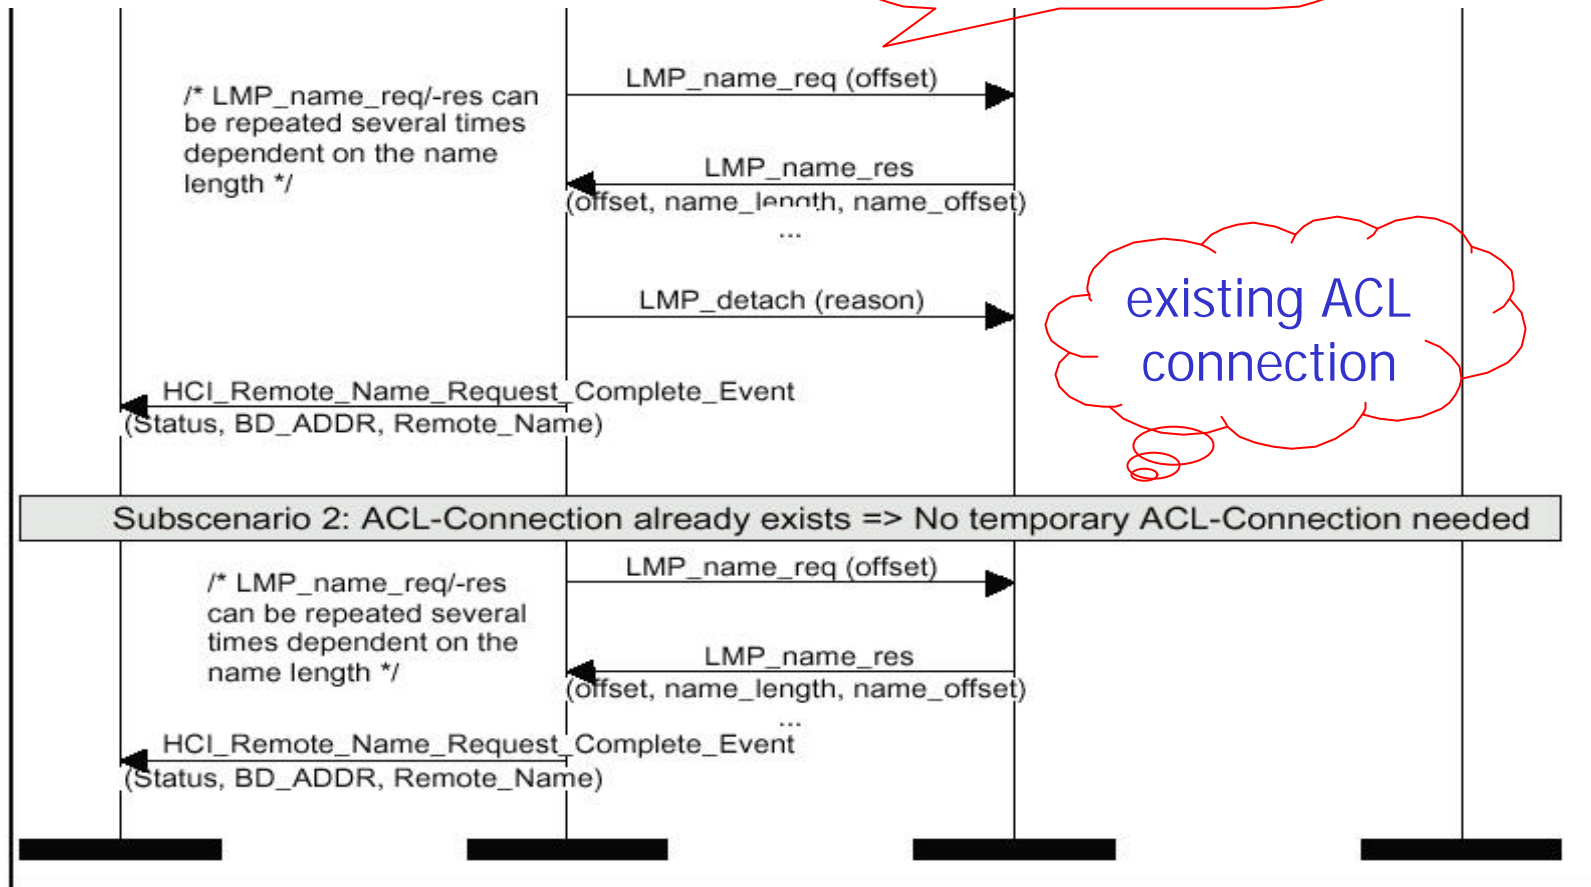 LMP_name_req (offset)
/* LMP_name_req/-res can
be repeated several times
dependent on the name
length */
LMP_name_res
(offset, name_length, name_offset)
...
LMP_detach (reason)
existing ACL
connection
HCI_Remote_Name_Request_Complete_Event
(Status, BD_ADDR, Remote_Name)
Subscenario 2: ACL-Connection already exists => No temporary ACL-Connection needed
LMP_name_req (offset)
/* LMP_name_req/-res
can be repeated several
times dependent on the
name length */
LMP_name_res
(offset, name_length, name_offset)
...
HCI_Remote_Name_Request_Complete_Event
(Status, BD_ADDR, Remote_Name)